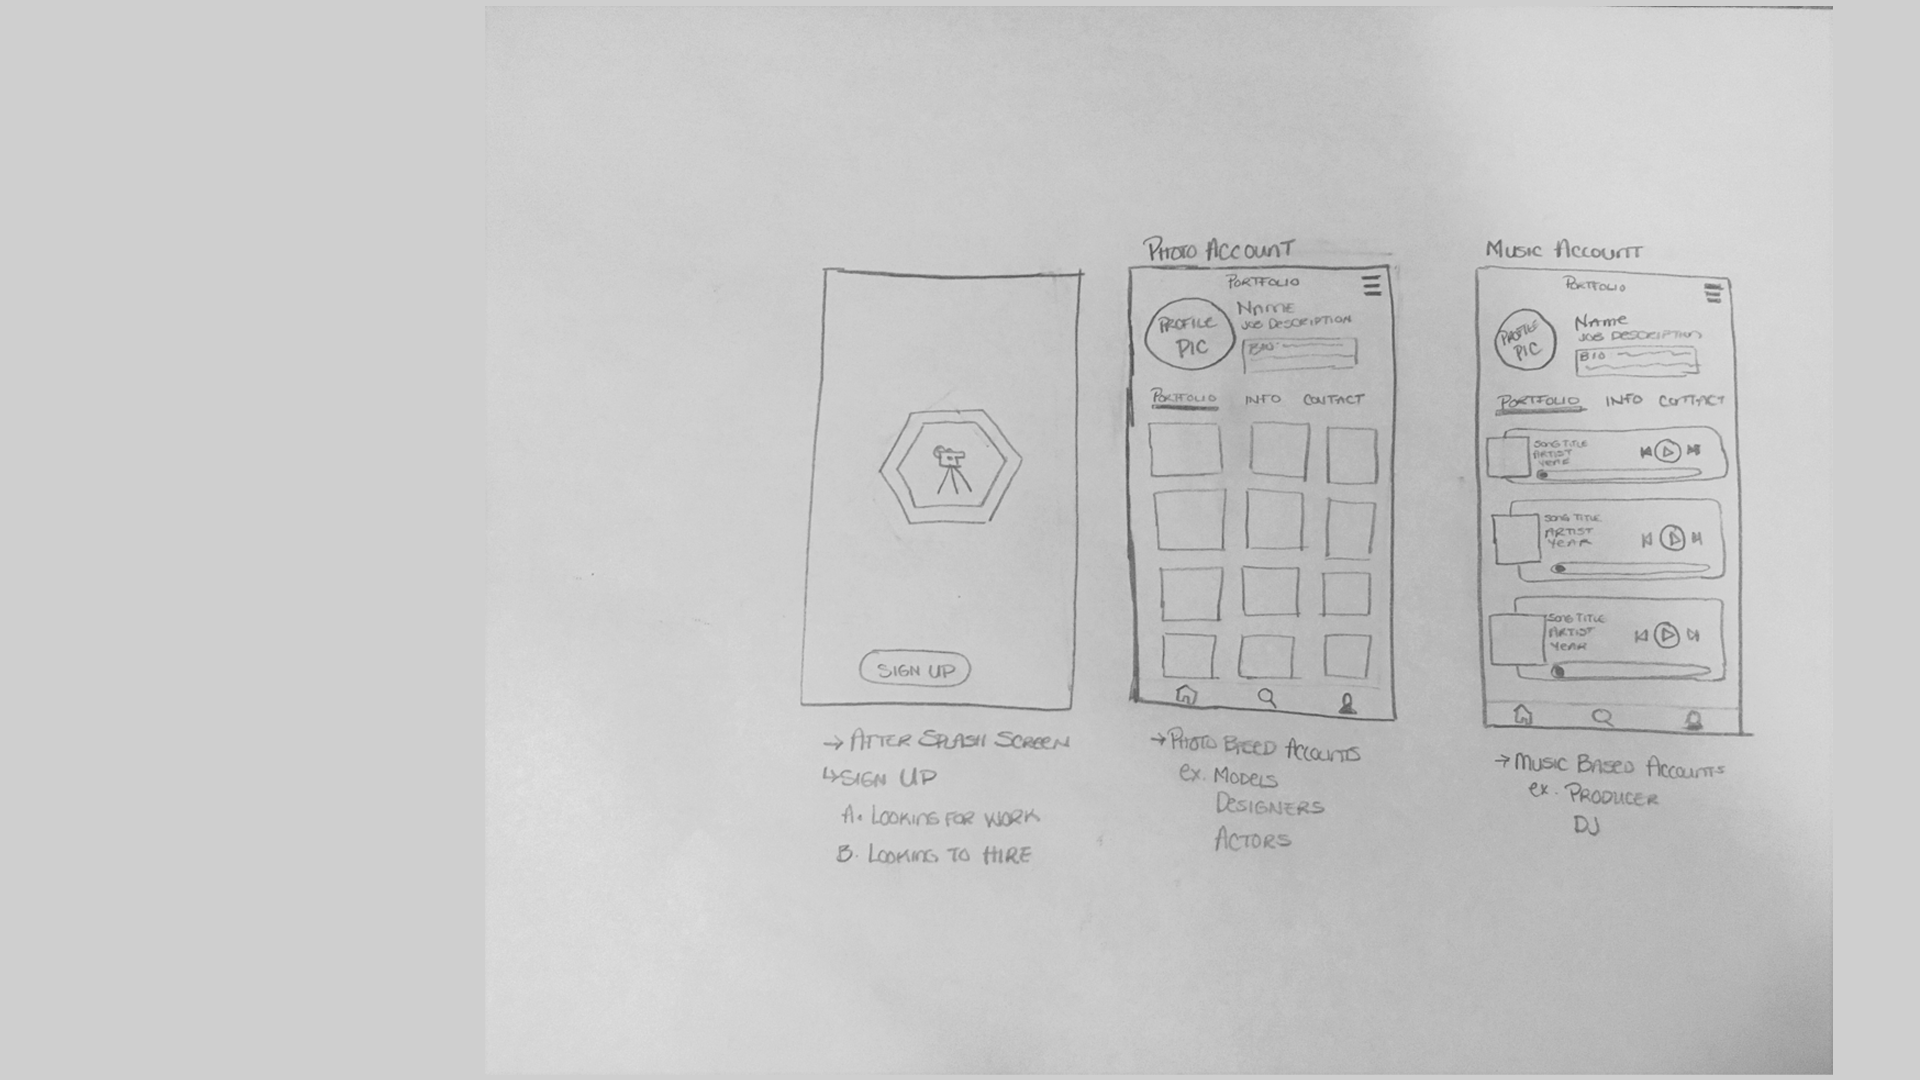 → AFTER SPLASH SCREEN
↳ SIGN UP
A. LOOKING FOR WORK
B. LOOKING TO HIRE
SIGN UP
PHOTO ACCOUNT
PORTFOLIO
PROFILE
PIC
NAME
JOB DESCRIPTION
BIO
PORTFOLIO INFO CONTACT
→ PHOTO BASED ACCOUNTS
ex. MODELS
DESIGNERS
ACTORS
MUSIC ACCOUNT
PORTFOLIO
PROFILE
PIC
NAME
JOB DESCRIPTION
BIO
PORTFOLIO INFO CONTACT
SONG TITLE
ARTIST
YEAR
SONG TITLE
ARTIST
YEAR
SONG TITLE
ARTIST
YEAR
→ MUSIC BASED ACCOUNTS
ex. PRODUCER
DJ